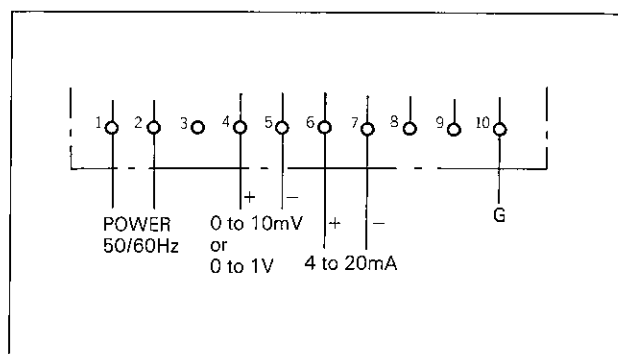 1 2 3 4 5 6 7 8 9 10
+ − + −
POWER 0 to 10mV G
50/60Hz or
0 to 1V 4 to 20mA